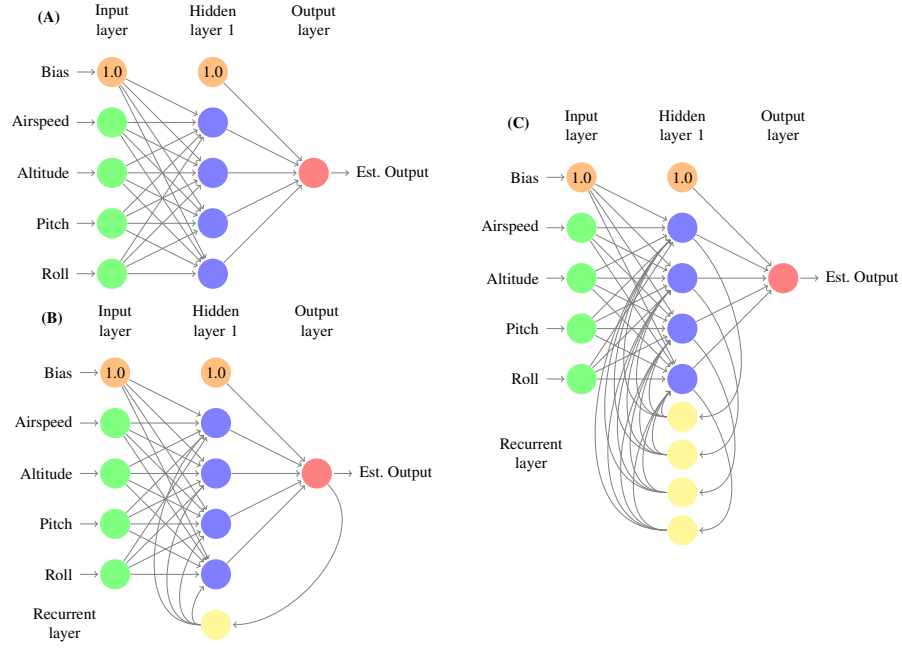 (A)
Input
layer
Hidden
layer 1
Output
layer
Bias
1.0
1.0
Airspeed
Altitude
Est. Output
Pitch
Roll
(B)
Input
layer
Hidden
layer 1
Output
layer
Bias
1.0
1.0
Airspeed
Altitude
Est. Output
Pitch
Roll
Recurrent
layer
(C)
Input
layer
Hidden
layer 1
Output
layer
Bias
1.0
1.0
Airspeed
Altitude
Est. Output
Pitch
Roll
Recurrent
layer